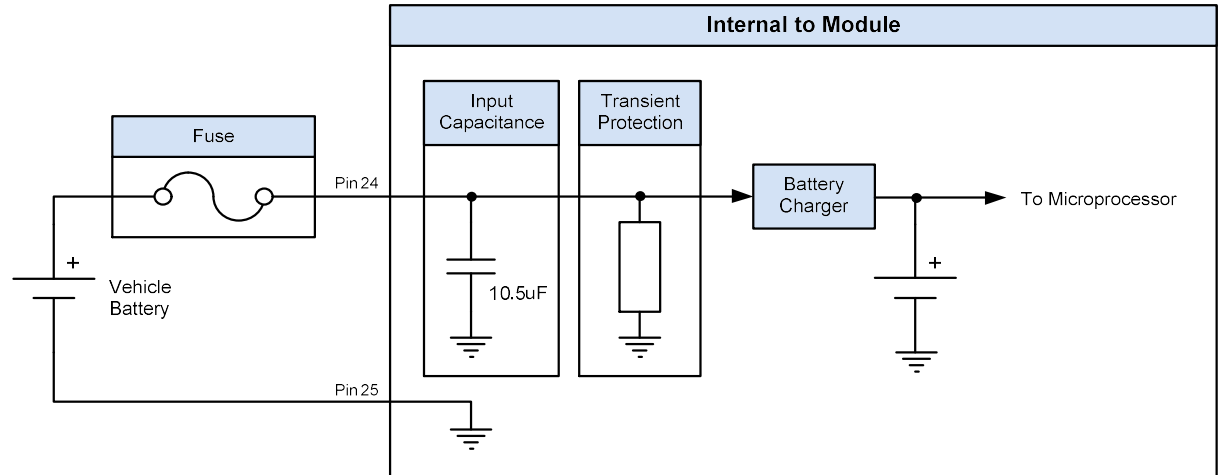 Internal to Module
Input
Capacitance
Transient
Protection
Fuse
Pin 24
Battery
Charger
To Microprocessor
+
Vehicle
Battery
10.5uF
+
Pin 25